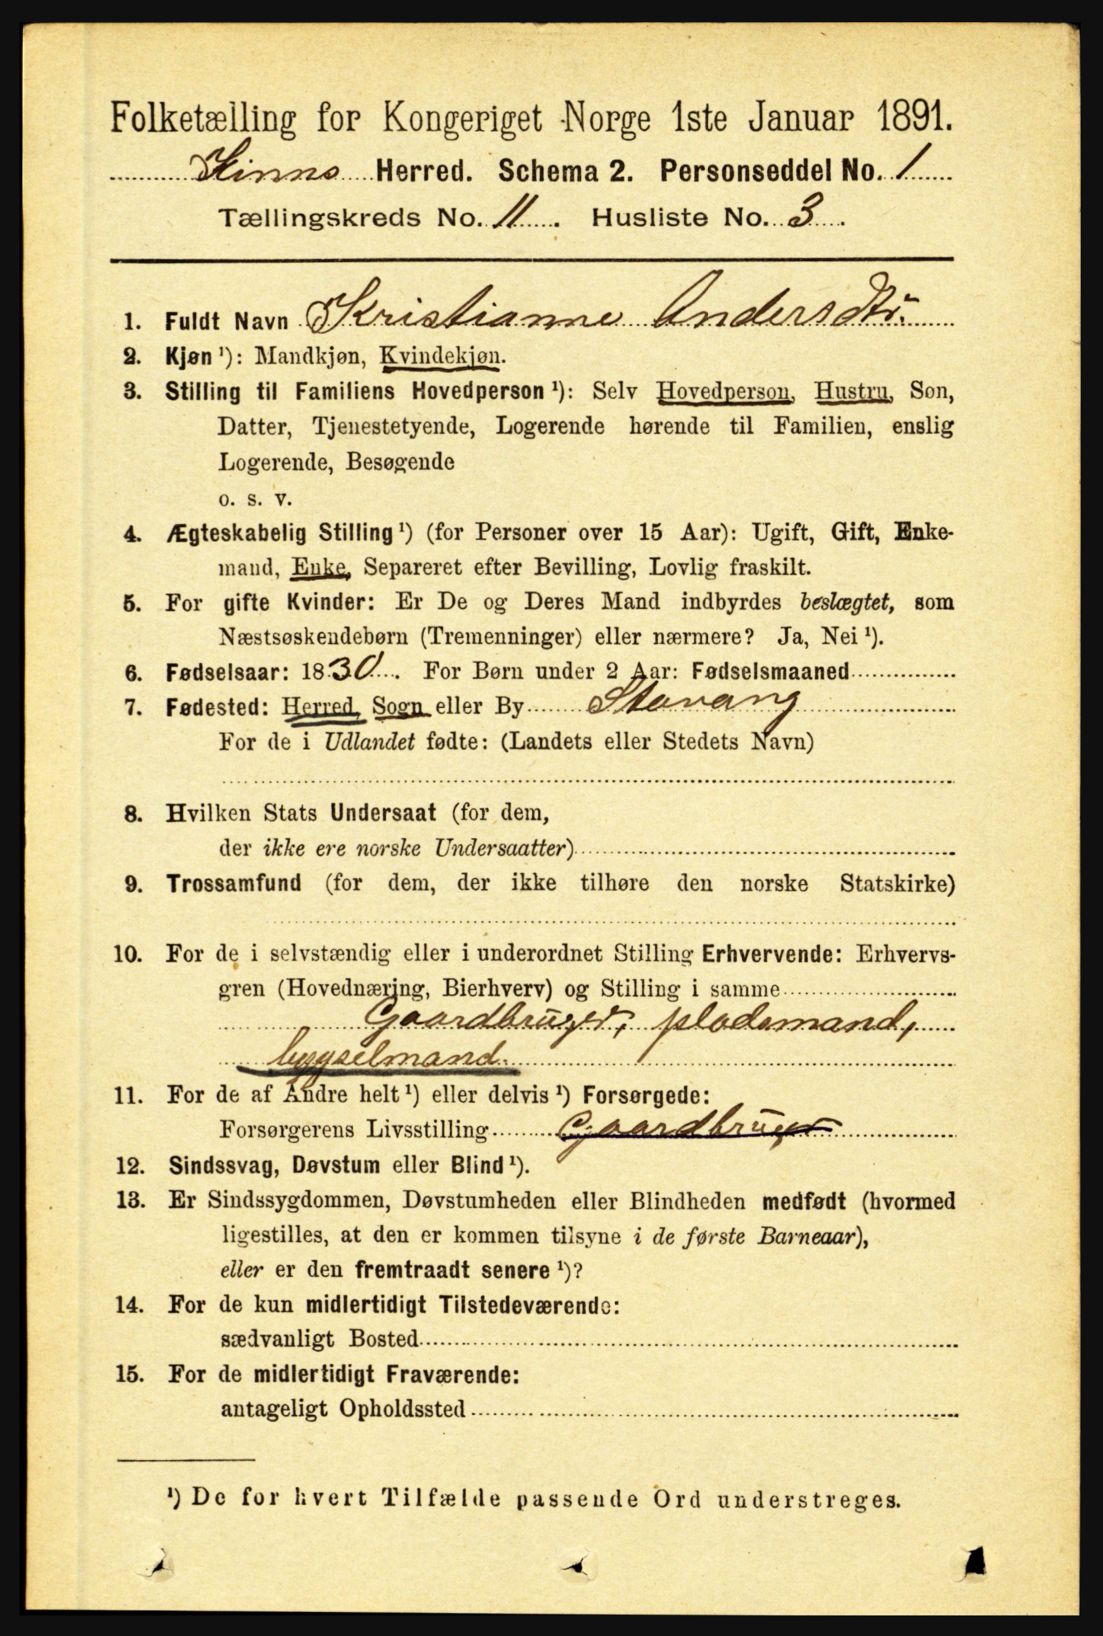 Folketælling for Kongeriget Norge 1ste Januar 1891.
Kinns Herred. Schema 2. Personseddel No. 1
Tællingskreds No. 11. Husliste No. 3.
1. Fuldt Navn Kristianne Andersdtr.
2. Kjøn ¹): Mandkjøn, Kvindekjøn.
3. Stilling til Familiens Hovedperson ¹): Selv Hovedperson, Hustru, Søn,
Datter, Tjenestetyende, Logerende hørende til Familien, enslig
Logerende, Besøgende
o. s. v.
4. Ægteskabelig Stilling ¹) (for Personer over 15 Aar): Ugift, Gift, Enke-
mand, Enke, Separeret efter Bevilling, Lovlig fraskilt.
5. For gifte Kvinder: Er De og Deres Mand indbyrdes beslægtet, som
Næstsøskendebørn (Tremenninger) eller nærmere? Ja, Nei ¹).
6. Fødselsaar: 1830. For Børn under 2 Aar: Fødselsmaaned
7. Fødested: Herred, Sogn eller By Stavang
For de i Udlandet fødte: (Landets eller Stedets Navn)
8. Hvilken Stats Undersaat (for dem,
der ikke ere norske Undersaatter)
9. Trossamfund (for dem, der ikke tilhøre den norske Statskirke)
10. For de i selvstændig eller i underordnet Stilling Erhvervende: Erhvervs-
gren (Hovednæring, Bierhverv) og Stilling i samme
Gaardbruger, pladsmand,
bygselmand.
11. For de af Andre helt ¹) eller delvis ¹) Forsørgede:
Forsørgerens Livsstilling Gaardbruger
12. Sindssvag, Døvstum eller Blind ¹).
13. Er Sindssygdommen, Døvstumheden eller Blindheden medfødt (hvormed
ligestilles, at den er kommen tilsyne i de første Barneaar),
eller er den fremtraadt senere ¹)?
14. For de kun midlertidigt Tilstedeværende:
sædvanligt Bosted
15. For de midlertidigt Fraværende:
antageligt Opholdssted
¹) De for hvert Tilfælde passende Ord understreges.